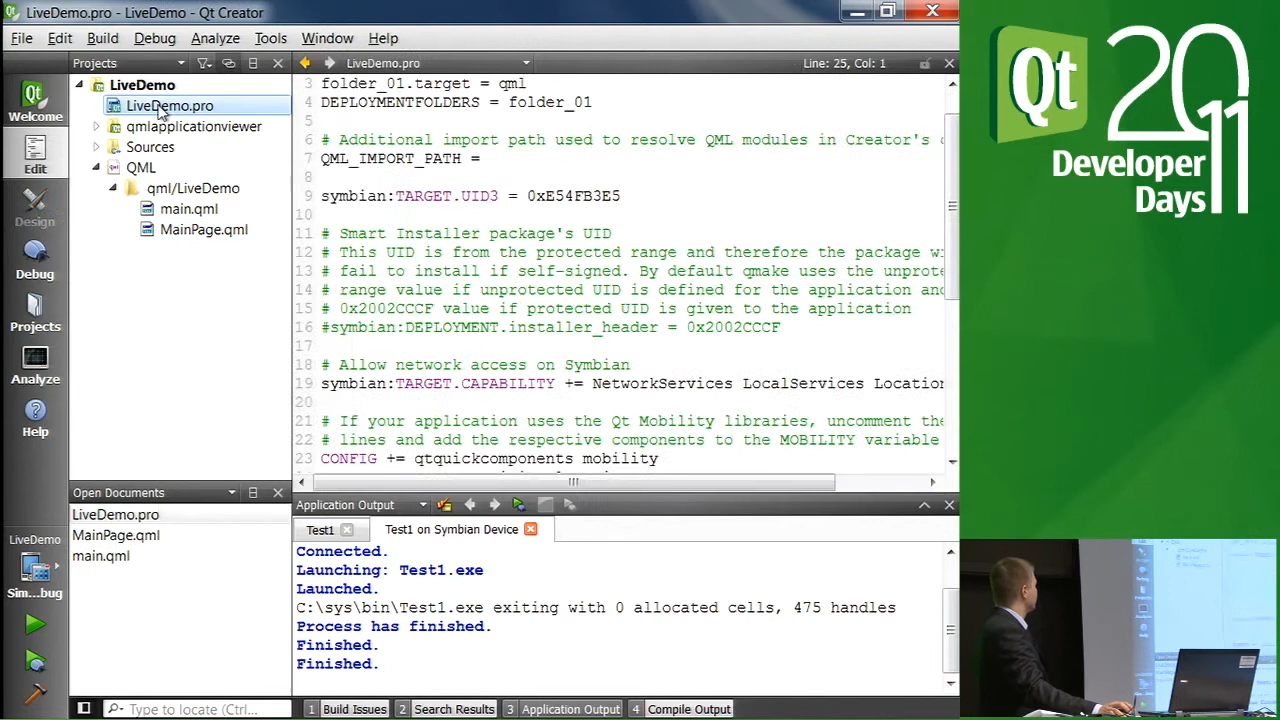 LiveDemo.pro - LiveDemo - Qt Creator
File Edit Build Debug Tools Analyze Tools Window Help
Projects
LiveDemo.pro
Line: 25, Col: 1
Welcome
Edit
Design
Debug
Projects
Analyze
Help
LiveDemo
LiveDemo.pro
qmlapplicationviewer
Sources
QML
qml/LiveDemo
main.qml
MainPage.qml
3 folder_01.target = qml
4 DEPLOYMENTFOLDERS = folder_01
5
6 # Additional import path used to resolve QML modules in Creator's c
7 QML_IMPORT_PATH =
8
9 symbian:TARGET.UID3 = 0xE54FB3E5
10
11 # Smart Installer package's UID
12 # This UID is from the protected range and therefore the package wi
13 # fail to install if self-signed. By default qmake uses the unprote
14 # range value if unprotected UID is defined for the application and
15 # 0x2002CCCF value if protected UID is given to the application
16 #symbian:DEPLOYMENT.installer_header = 0x2002CCCF
17
18 # Allow network access on Symbian
19 symbian:TARGET.CAPABILITY += NetworkServices LocalServices Location
20
21 # If your application uses the Qt Mobility libraries, uncomment the
22 # lines and add the respective components to the MOBILITY variable
23 CONFIG += qtquickcomponents mobility
Open Documents
LiveDemo.pro
MainPage.qml
main.qml
LiveDemo
Sim...bug
Application Output
Test1
Test1 on Symbian Device
Connected.
Launching: Test1.exe
Launched.
C:\sys\bin\Test1.exe exiting with 0 allocated cells, 475 handles
Process has finished.
Finished.
Finished.
Type to locate (Ctrl...
1 Build Issues
2 Search Results
3 Application Output
4 Compile Output
Qt
2011
Developer
Days